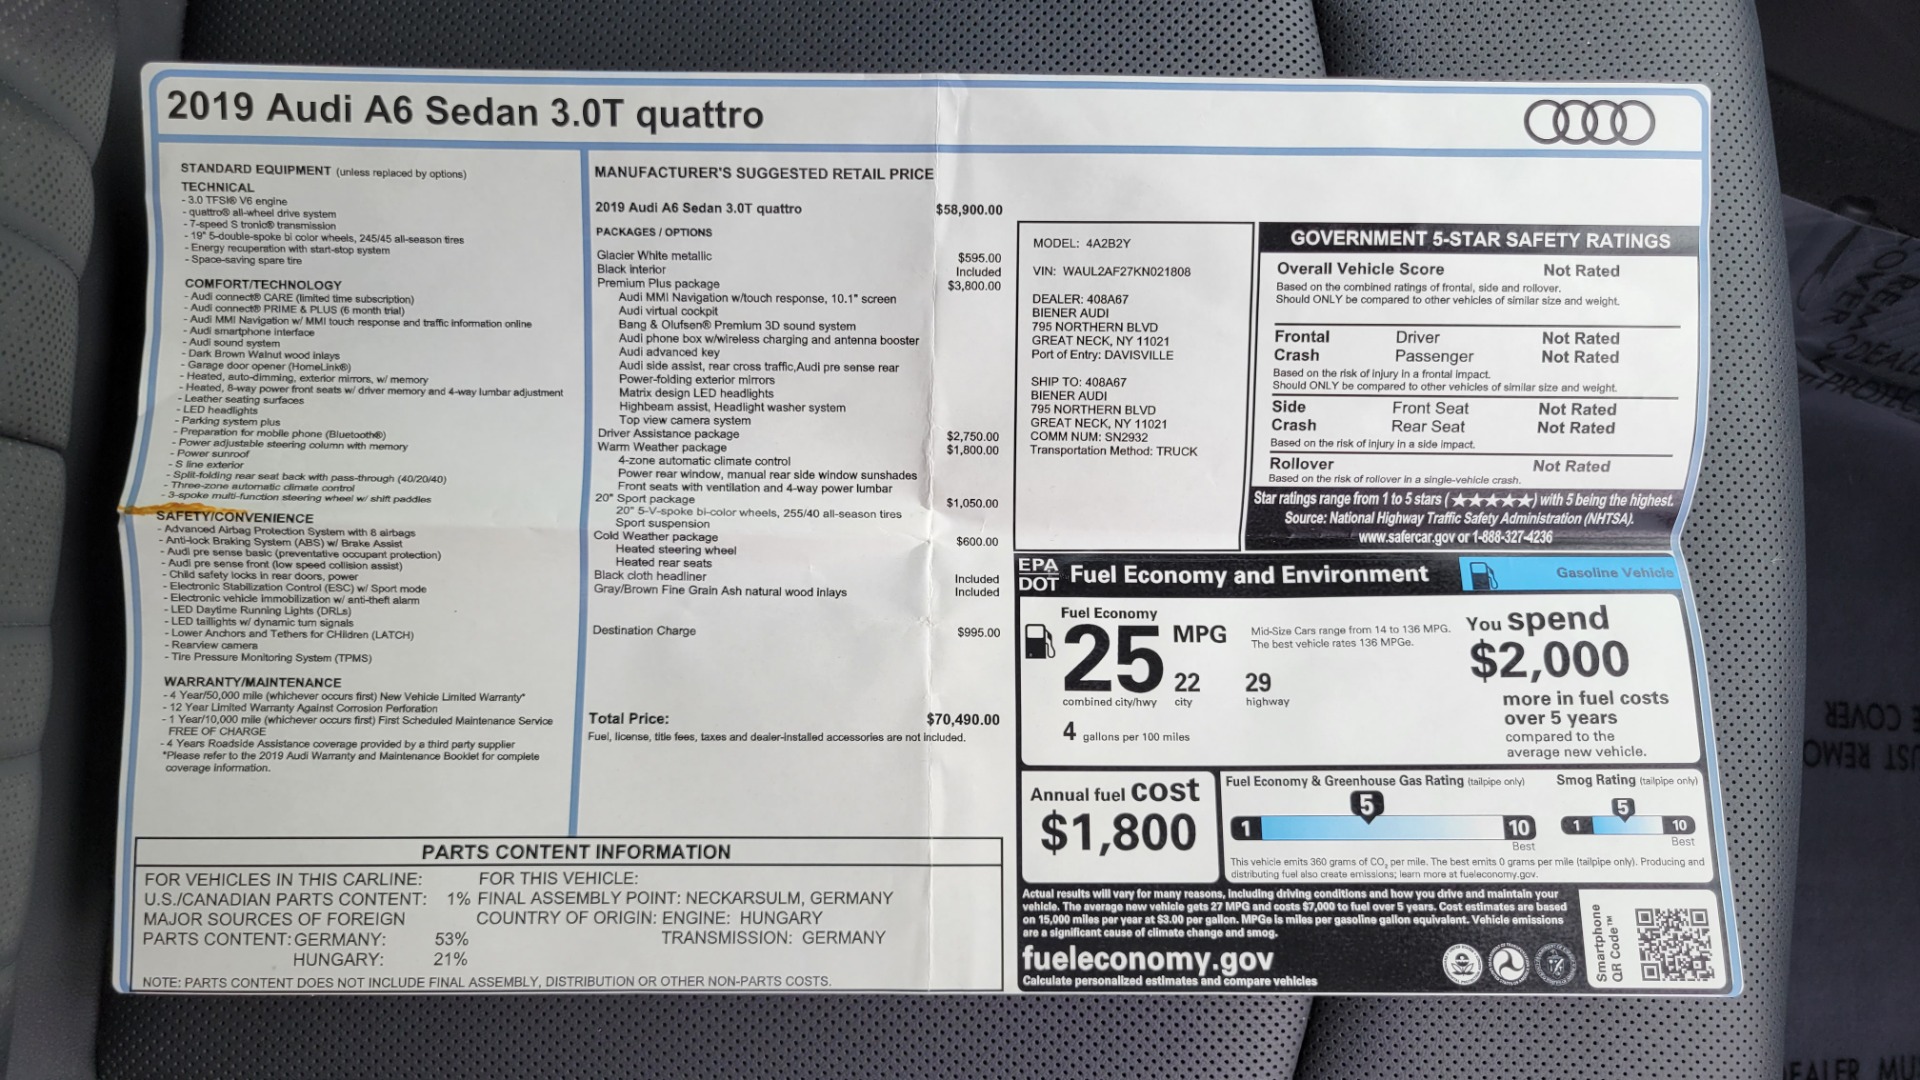 2019 Audi A6 Sedan 3.0T quattro
STANDARD EQUIPMENT (unless replaced by options)
TECHNICAL
- 3.0 TFSI® V6 engine
- quattro® all-wheel drive system
- 7-speed S tronic® transmission
- 19" 5-double-spoke bi color wheels, 245/45 all-season tires
- Energy recuperation with start-stop system
- Space-saving spare tire
COMFORT/TECHNOLOGY
- Audi connect® CARE (limited time subscription)
- Audi connect® PRIME & PLUS (6 month trial)
- Audi MMI Navigation w/ MMI touch response and traffic information online
- Audi smartphone interface
- Audi sound system
- Dark Brown Walnut wood inlays
- Garage door opener (HomeLink®)
- Heated, auto-dimming, exterior mirrors, w/ memory
- Heated, 8-way power front seats w/ driver memory and 4-way lumbar adjustment
- Leather seating surfaces
- LED headlights
- Parking system plus
- Preparation for mobile phone (Bluetooth®)
- Power adjustable steering column with memory
- Power sunroof
- S line exterior
- Split-folding rear seat back with pass-through (40/20/40)
- Three-zone automatic climate control
- 3-spoke multi-function steering wheel w/ shift paddles
SAFETY/CONVENIENCE
- Advanced Airbag Protection System with 8 airbags
- Anti-lock Braking System (ABS) w/ Brake Assist
- Audi pre sense basic (preventative occupant protection)
- Audi pre sense front (low speed collision assist)
- Child safety locks in rear doors, power
- Electronic Stabilization Control (ESC) w/ Sport mode
- Electronic vehicle immobilization w/ anti-theft alarm
- LED Daytime Running Lights (DRLs)
- LED taillights w/ dynamic turn signals
- Lower Anchors and Tethers for CHildren (LATCH)
- Rearview camera
- Tire Pressure Monitoring System (TPMS)
WARRANTY/MAINTENANCE
- 4 Year/50,000 mile (whichever occurs first) New Vehicle Limited Warranty*
- 12 Year Limited Warranty Against Corrosion Perforation
- 1 Year/10,000 mile (whichever occurs first) First Scheduled Maintenance Service
FREE OF CHARGE
- 4 Years Roadside Assistance coverage provided by a third party supplier
*Please refer to the 2019 Audi Warranty and Maintenance Booklet for complete
coverage information.
MANUFACTURER'S SUGGESTED RETAIL PRICE
2019 Audi A6 Sedan 3.0T quattro $58,900.00
PACKAGES / OPTIONS
Glacier White metallic $595.00
Black interior Included
Premium Plus package $3,800.00
Audi MMI Navigation w/touch response, 10.1" screen
Audi virtual cockpit
Bang & Olufsen® Premium 3D sound system
Audi phone box w/wireless charging and antenna booster
Audi advanced key
Audi side assist, rear cross traffic,Audi pre sense rear
Power-folding exterior mirrors
Matrix design LED headlights
Highbeam assist, Headlight washer system
Top view camera system
Driver Assistance package $2,750.00
Warm Weather package $1,800.00
4-zone automatic climate control
Power rear window, manual rear side window sunshades
Front seats with ventilation and 4-way power lumbar
20" Sport package $1,050.00
20" 5-V-spoke bi-color wheels, 255/40 all-season tires
Sport suspension
Cold Weather package $600.00
Heated steering wheel
Heated rear seats
Black cloth headliner Included
Gray/Brown Fine Grain Ash natural wood inlays Included
Destination Charge $995.00
Total Price: $70,490.00
Fuel, license, title fees, taxes and dealer-installed accessories are not included.
MODEL: 4A2B2Y
VIN: WAUL2AF27KN021808
DEALER: 408A67
BIENER AUDI
795 NORTHERN BLVD
GREAT NECK, NY 11021
Port of Entry: DAVISVILLE
SHIP TO: 408A67
BIENER AUDI
795 NORTHERN BLVD
GREAT NECK, NY 11021
COMM NUM: SN2932
Transportation Method: TRUCK
GOVERNMENT 5-STAR SAFETY RATINGS
Overall Vehicle Score Not Rated
Based on the combined ratings of frontal, side and rollover.
Should ONLY be compared to other vehicles of similar size and weight.
Frontal Driver Not Rated
Crash Passenger Not Rated
Based on the risk of injury in a frontal impact.
Should ONLY be compared to other vehicles of similar size and weight.
Side Front Seat Not Rated
Crash Rear Seat Not Rated
Based on the risk of injury in a side impact.
Rollover Not Rated
Based on the risk of rollover in a single-vehicle crash.
Star ratings range from 1 to 5 stars (★★★★★) with 5 being the highest.
Source: National Highway Traffic Safety Administration (NHTSA).
www.safercar.gov or 1-888-327-4236
EPA
DOT
Fuel Economy and Environment
Gasoline Vehicle
Fuel Economy
25 MPG
22 29
combined city/hwy city highway
4 gallons per 100 miles
Mid-Size Cars range from 14 to 136 MPG.
The best vehicle rates 136 MPGe.
You spend
$2,000
more in fuel costs
over 5 years
compared to the
average new vehicle.
Annual fuel cost
$1,800
Fuel Economy & Greenhouse Gas Rating (tailpipe only)
5
1 10
Best
Smog Rating (tailpipe only)
5
1 10
Best
This vehicle emits 360 grams of CO₂ per mile. The best emits 0 grams per mile (tailpipe only). Producing and
distributing fuel also create emissions; learn more at fueleconomy.gov.
Actual results will vary for many reasons, including driving conditions and how you drive and maintain your
vehicle. The average new vehicle gets 27 MPG and costs $7,000 to fuel over 5 years. Cost estimates are based
on 15,000 miles per year at $3.00 per gallon. MPGe is miles per gasoline gallon equivalent. Vehicle emissions
are a significant cause of climate change and smog.
fueleconomy.gov
Calculate personalized estimates and compare vehicles
Smartphone
QR Code™
PARTS CONTENT INFORMATION
FOR VEHICLES IN THIS CARLINE:
U.S./CANADIAN PARTS CONTENT: 1%
MAJOR SOURCES OF FOREIGN
PARTS CONTENT: GERMANY: 53%
HUNGARY: 21%
FOR THIS VEHICLE:
FINAL ASSEMBLY POINT: NECKARSULM, GERMANY
COUNTRY OF ORIGIN: ENGINE: HUNGARY
TRANSMISSION: GERMANY
NOTE: PARTS CONTENT DOES NOT INCLUDE FINAL ASSEMBLY, DISTRIBUTION OR OTHER NON-PARTS COSTS.
COVER